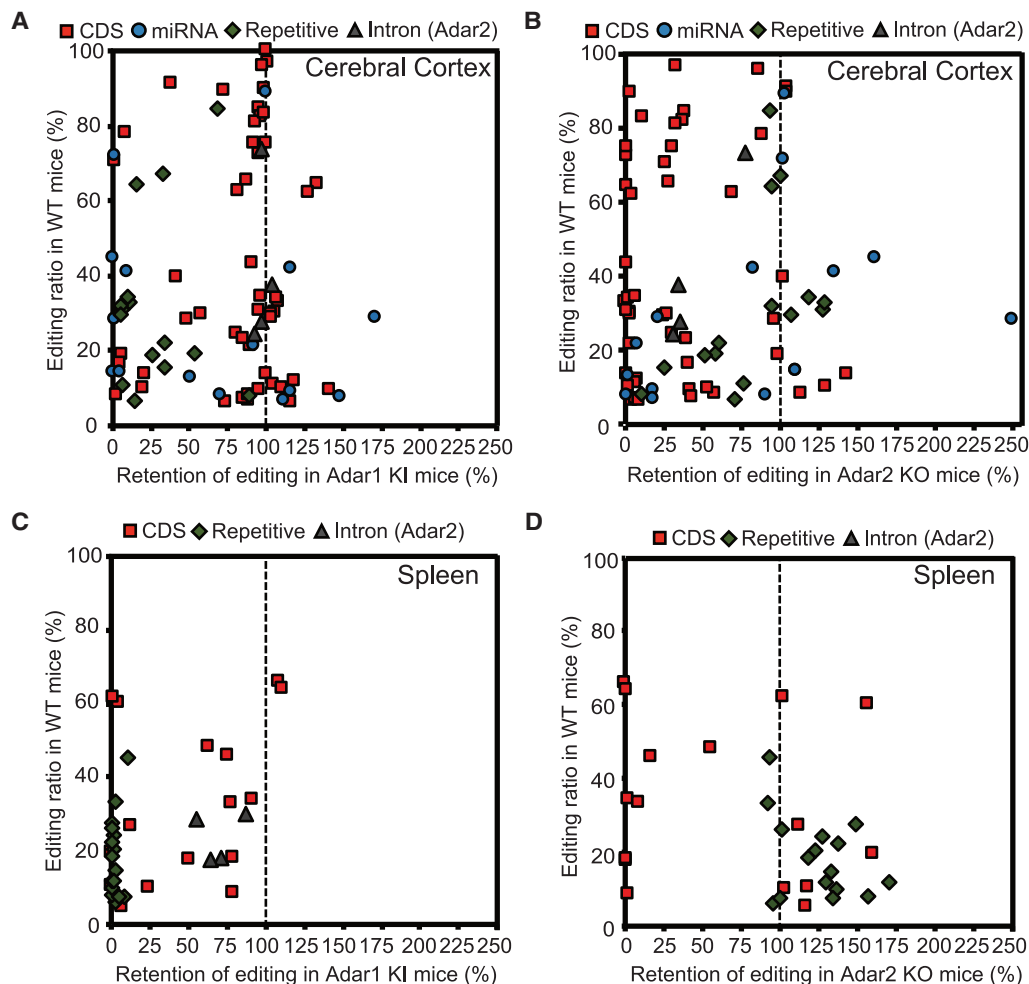 A
CDS miRNA Repetitive Intron (Adar2)
Cerebral Cortex
Editing ratio in WT mice (%)
100
80
60
40
20
0
0 25 50 75 100 125 150 175 200 225 250
Retention of editing in Adar1 KI mice (%)
B
CDS miRNA Repetitive Intron (Adar2)
Cerebral Cortex
Editing ratio in WT mice (%)
100
80
60
40
20
0
0 25 50 75 100 125 150 175 200 225 250
Retention of editing in Adar2 KO mice (%)
C
CDS Repetitive Intron (Adar2)
Spleen
Editing ratio in WT mice (%)
100
80
60
40
20
0
0 25 50 75 100 125 150 175 200 225 250
Retention of editing in Adar1 KI mice (%)
D
CDS Repetitive Intron (Adar2)
Spleen
Editing ratio in WT mice (%)
100
80
60
40
20
0
0 25 50 75 100 125 150 175 200 225 250
Retention of editing in Adar2 KO mice (%)